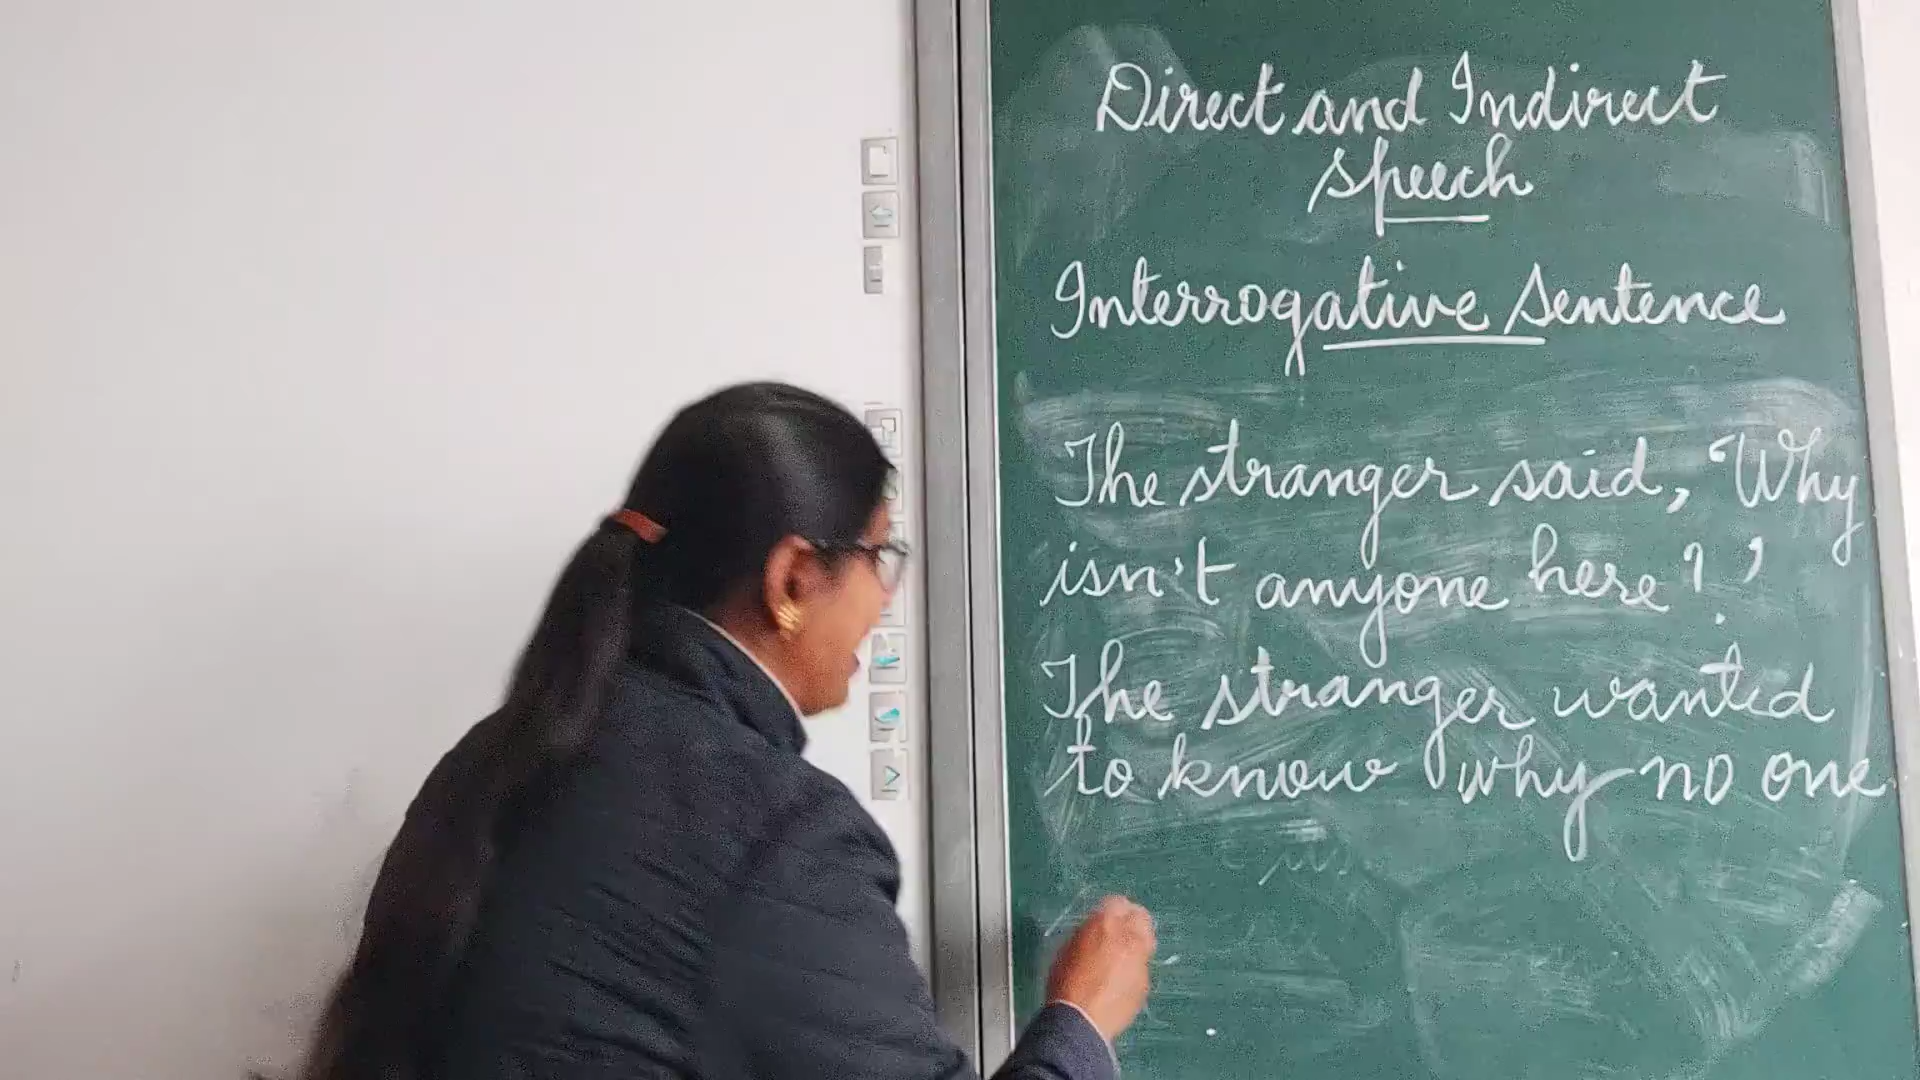 Direct and Indirect
speech
Interrogative Sentence
The stranger said, 'Why
isn't anyone here?'
The stranger wanted
to know why no one